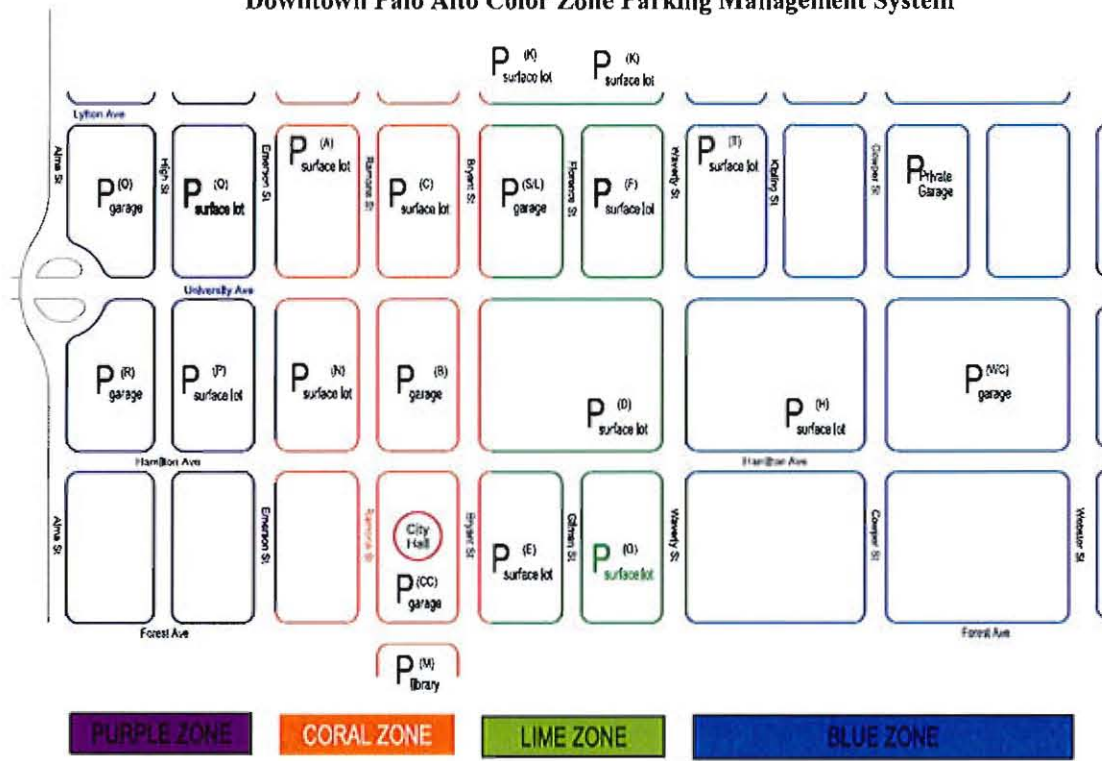 Downtown Palo Alto Color Zone Parking Management System
P (K)
surface lot
P (K)
surface lot
Lytton Ave
Alma St
High St
Emerson St
Ramona St
Bryant St
Florence St
Waverly St
Kipling St
Cowper St
P (O)
garage
P (O)
surface lot
P (A)
surface lot
P (C)
surface lot
P (S/L)
garage
P (F)
surface lot
P (T)
surface lot
P Private
Garage
University Ave
P (R)
garage
P (P)
surface lot
P (N)
surface lot
P (B)
garage
P (D)
surface lot
P (H)
surface lot
P (WC)
garage
Hamilton Ave
Hamilton Ave
Alma St
Emerson St
Ramona St
Bryant St
Gilman St
Waverly St
Cowper St
Webster St
City
Hall
P (CC)
garage
P (E)
surface lot
P (G)
surface lot
Forest Ave
Forest Ave
P (M)
library
PURPLE ZONE
CORAL ZONE
LIME ZONE
BLUE ZONE